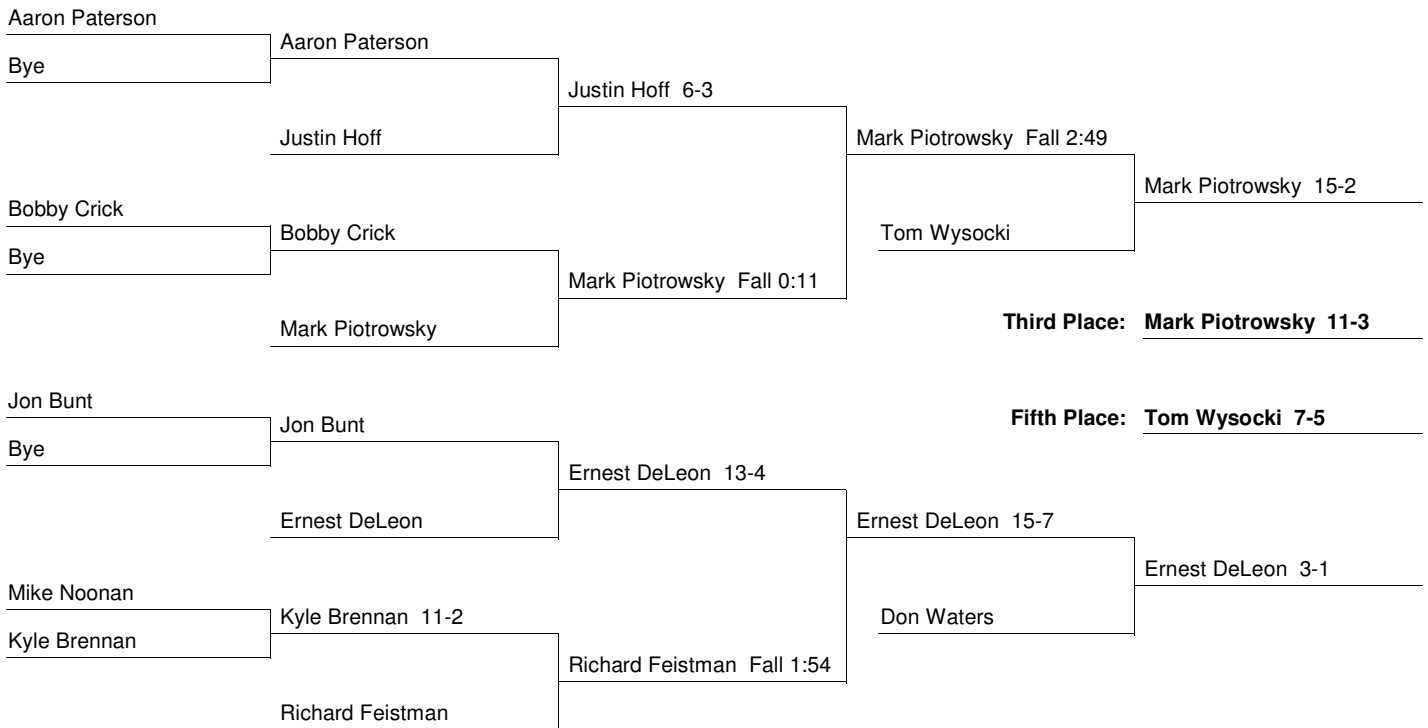 Aaron Paterson
Aaron Paterson
Bye
Justin Hoff 6-3
Justin Hoff
Mark Piotrowsky Fall 2:49
Mark Piotrowsky 15-2
Bobby Crick
Bobby Crick
Tom Wysocki
Bye
Mark Piotrowsky Fall 0:11
Mark Piotrowsky
Third Place: Mark Piotrowsky 11-3
Jon Bunt
Jon Bunt
Fifth Place: Tom Wysocki 7-5
Bye
Ernest DeLeon 13-4
Ernest DeLeon
Ernest DeLeon 15-7
Ernest DeLeon 3-1
Mike Noonan
Kyle Brennan 11-2
Don Waters
Kyle Brennan
Richard Feistman Fall 1:54
Richard Feistman